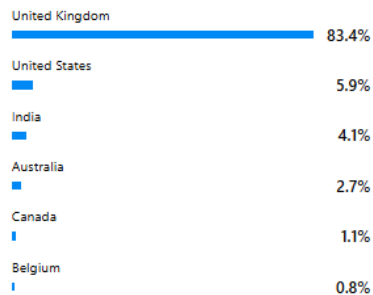 United Kingdom
83.4%
United States
5.9%
India
4.1%
Australia
2.7%
Canada
1.1%
Belgium
0.8%